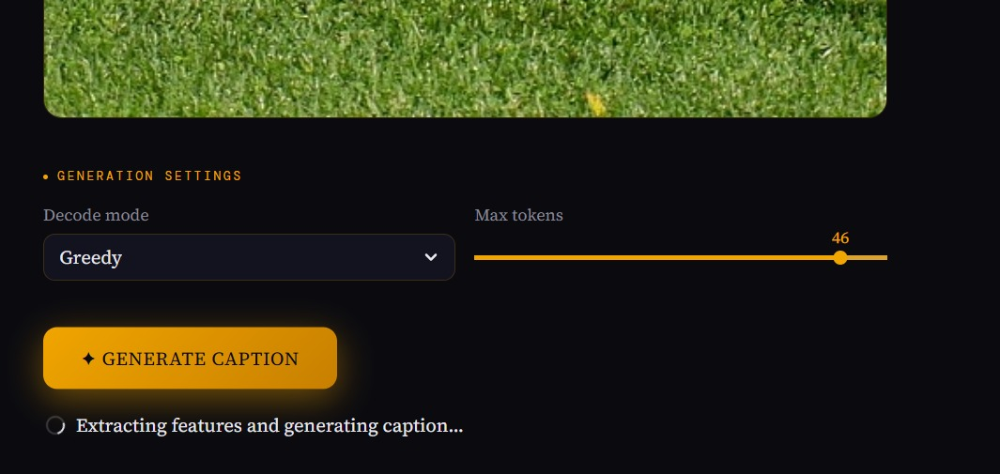 GENERATION SETTINGS
Decode mode
Max tokens
46
Greedy
✦ GENERATE CAPTION
Extracting features and generating caption...